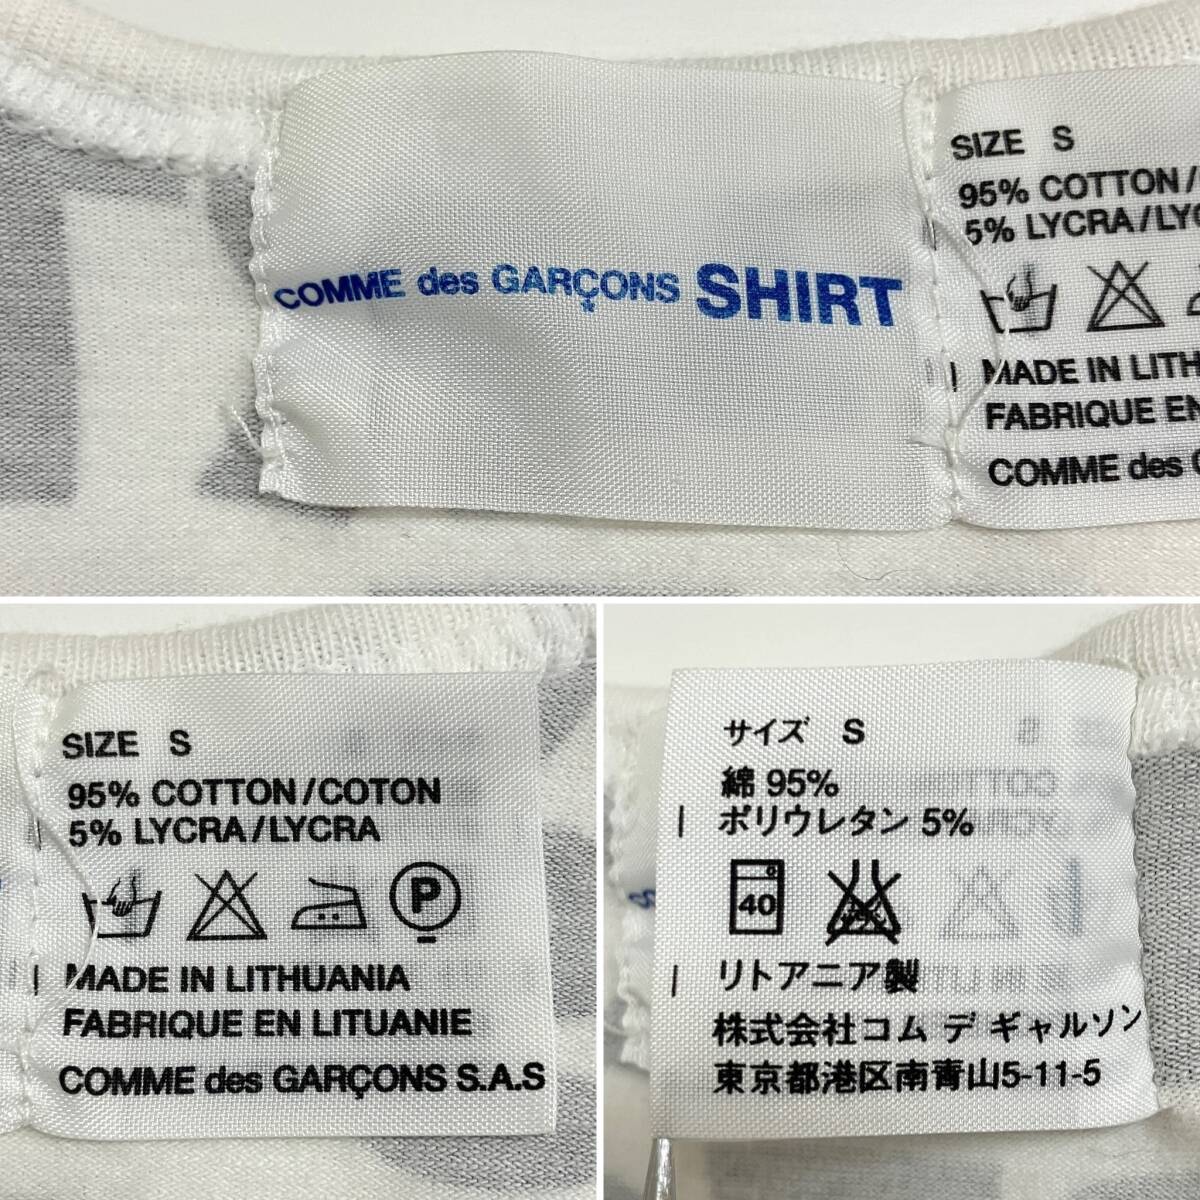 COMME des GARÇONS SHIRT
SIZE S
95% COTTON/
5% LYCRA/LYC
MADE IN LITH
FABRIQUE EN
COMME des G
SIZE S
95% COTTON/COTON
5% LYCRA/LYCRA
P
MADE IN LITHUANIA
FABRIQUE EN LITUANIE
COMME des GARÇONS S.A.S
サイズ S
綿 95%
ポリウレタン 5%
40
リトアニア製
株式会社コム デ ギャルソン
東京都港区南青山5-11-5